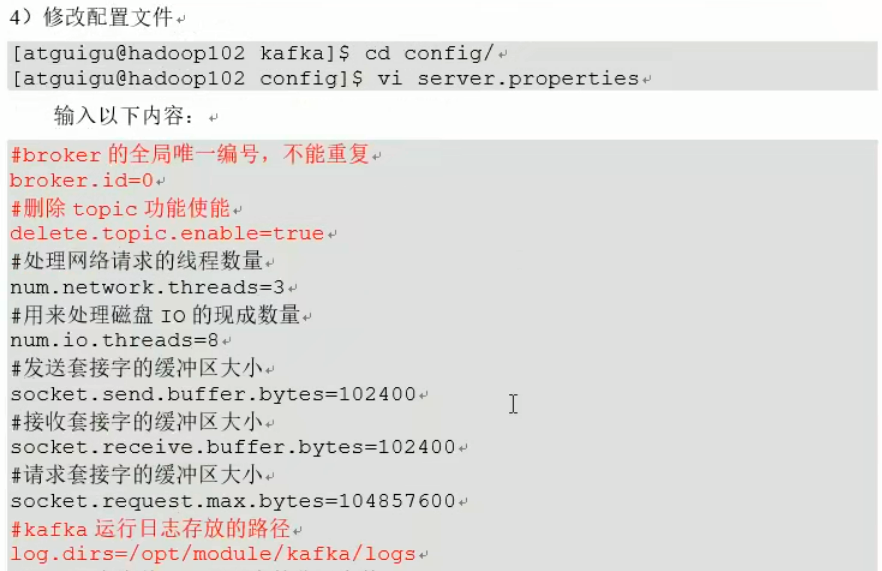 4）修改配置文件
[atguigu@hadoop102 kafka]$ cd config/
[atguigu@hadoop102 config]$ vi server.properties
输入以下内容：
#broker 的全局唯一编号，不能重复
broker.id=0
#删除 topic 功能使能
delete.topic.enable=true
#处理网络请求的线程数量
num.network.threads=3
#用来处理磁盘 IO 的现成数量
num.io.threads=8
#发送套接字的缓冲区大小
socket.send.buffer.bytes=102400
#接收套接字的缓冲区大小
socket.receive.buffer.bytes=102400
#请求套接字的缓冲区大小
socket.request.max.bytes=104857600
#kafka 运行日志存放的路径
log.dirs=/opt/module/kafka/logs